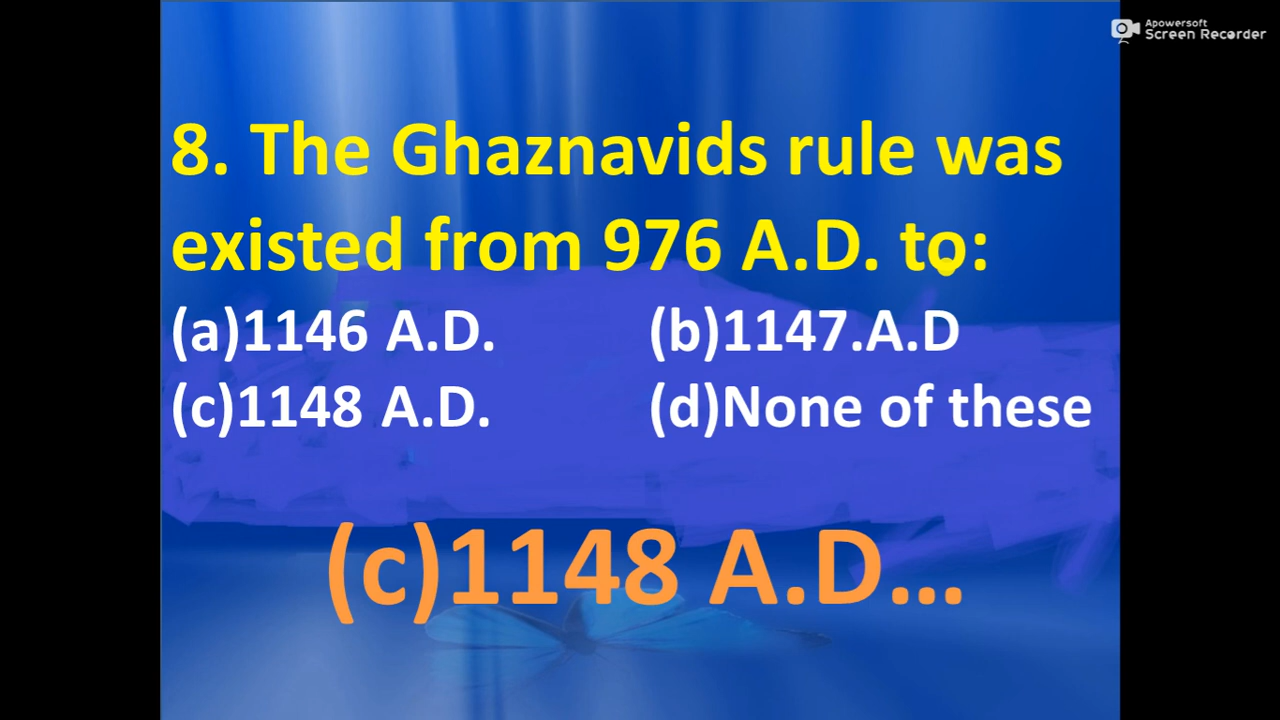 Apowersoft
Screen Recorder
8. The Ghaznavids rule was
existed from 976 A.D. to:
(a)1146 A.D. (b)1147.A.D
(c)1148 A.D. (d)None of these
(c)1148 A.D...